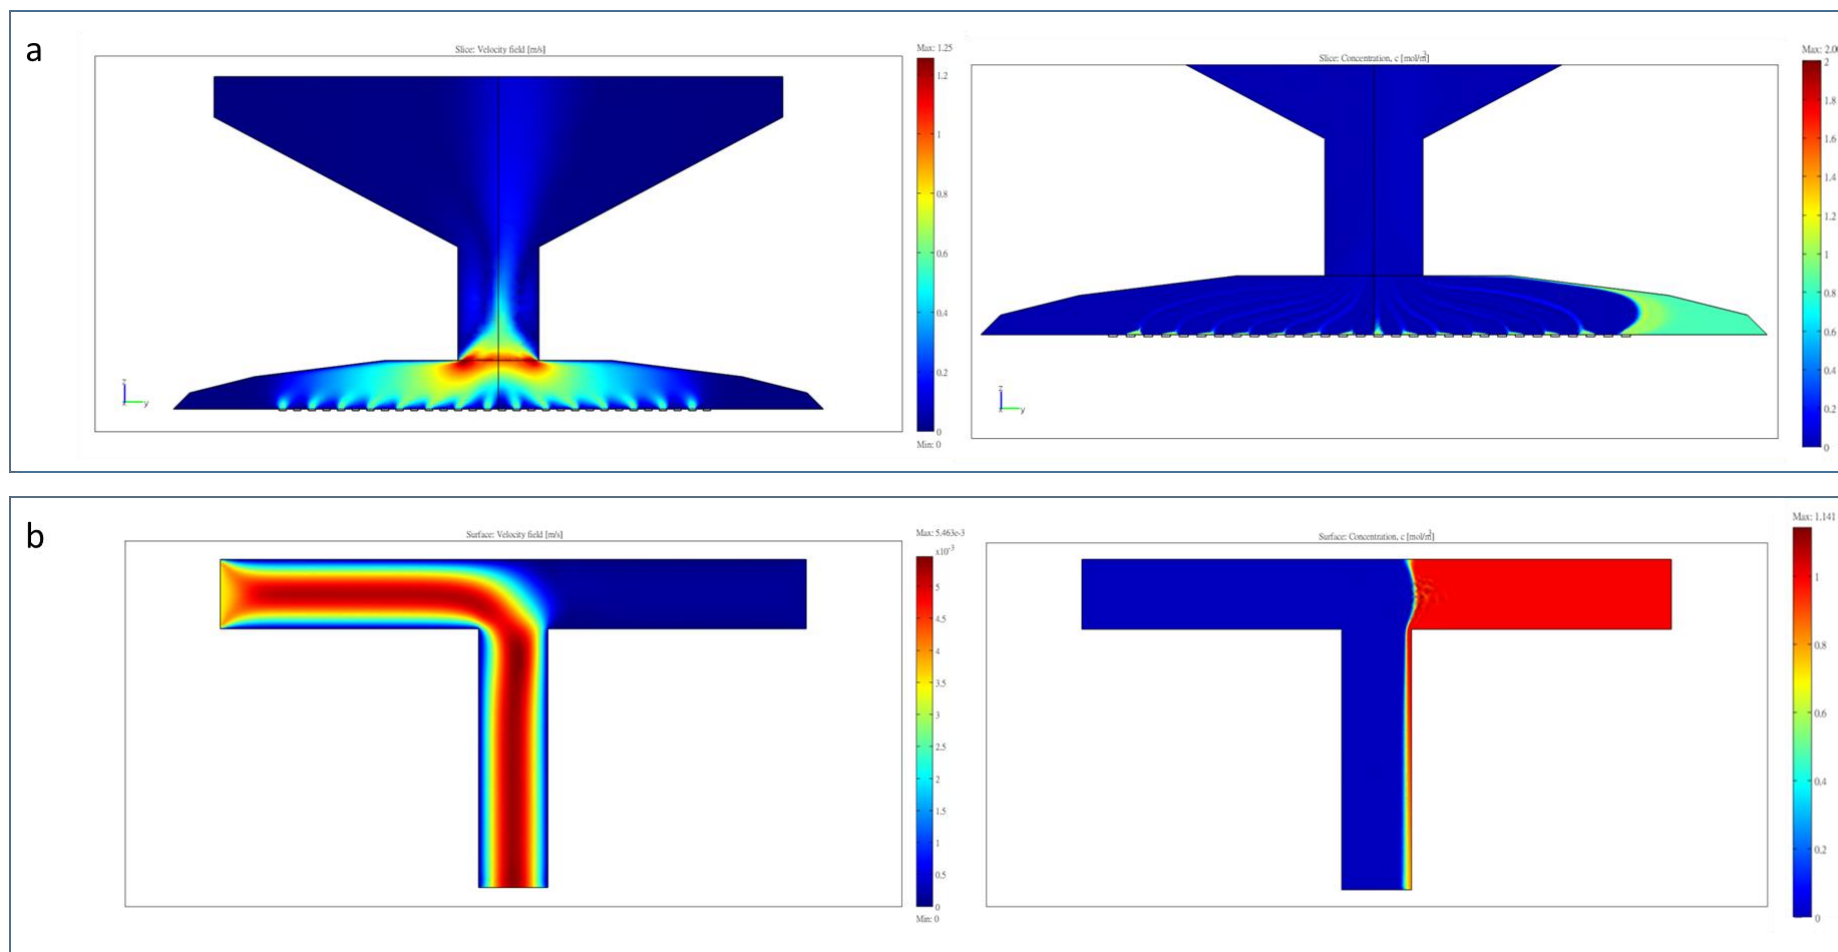 a
Slice: Velocity field [m/s]
Max: 1.25
1.2
1
0.8
0.6
0.4
0.2
0
Min: 0
z
y
Slice: Concentration, c [mol/m³]
Max: 2.0
2
1.8
1.6
1.4
1.2
1
0.8
0.6
0.4
0.2
0
z
y
b
Surface: Velocity field [m/s]
Max: 5.463e-3
x10⁻³
5
4.5
4
3.5
3
2.5
2
1.5
1
0.5
0
Min: 0
Surface: Concentration, c [mol/m³]
Max: 1.141
1
0.8
0.6
0.4
0.2
0